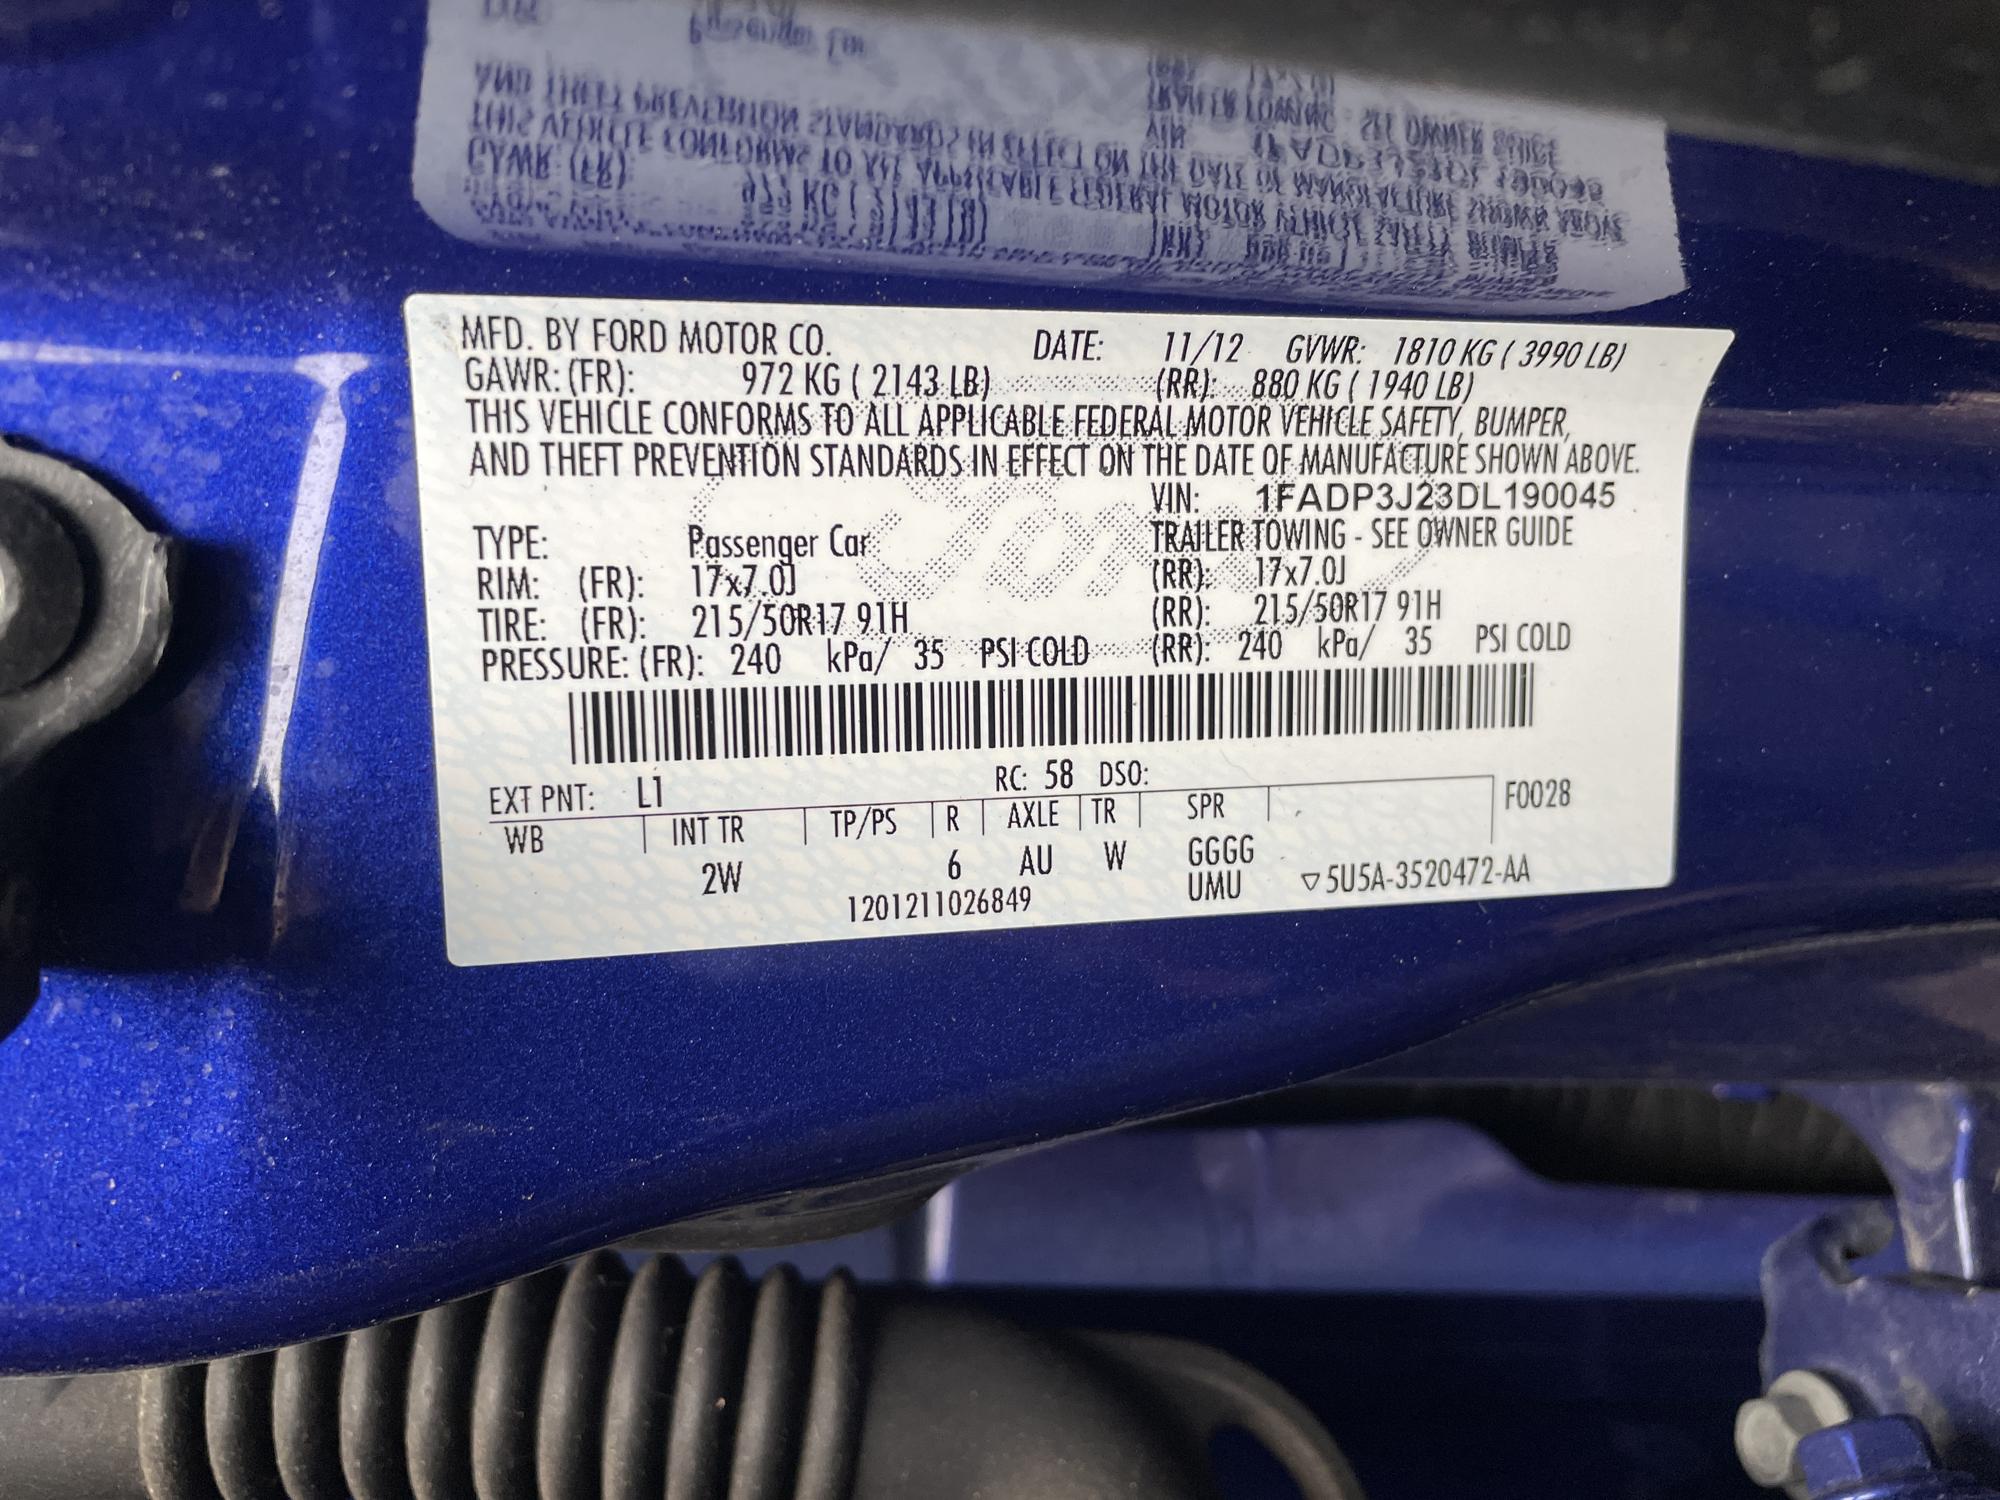 MFD. BY FORD MOTOR CO. DATE: 11/12 GVWR: 1810 KG ( 3990 LB)
GAWR: (FR): 972 KG ( 2143 LB) (RR): 880 KG ( 1940 LB)
THIS VEHICLE CONFORMS TO ALL APPLICABLE FEDERAL MOTOR VEHICLE SAFETY, BUMPER,
AND THEFT PREVENTION STANDARDS IN EFFECT ON THE DATE OF MANUFACTURE SHOWN ABOVE.
VIN: 1FADP3J23DL190045
TYPE: Passenger Car TRAILER TOWING - SEE OWNER GUIDE
RIM: (FR): 17x7.0J (RR): 17x7.0J
TIRE: (FR): 215/50R17 91H (RR): 215/50R17 91H
PRESSURE: (FR): 240 kPa/ 35 PSI COLD (RR): 240 kPa/ 35 PSI COLD
EXT PNT: L1 RC: 58 DSO: F0028
WB INT TR TP/PS R AXLE TR SPR
2W 6 AU W GGGG
1201211026849 UMU ▽5U5A-3520472-AA